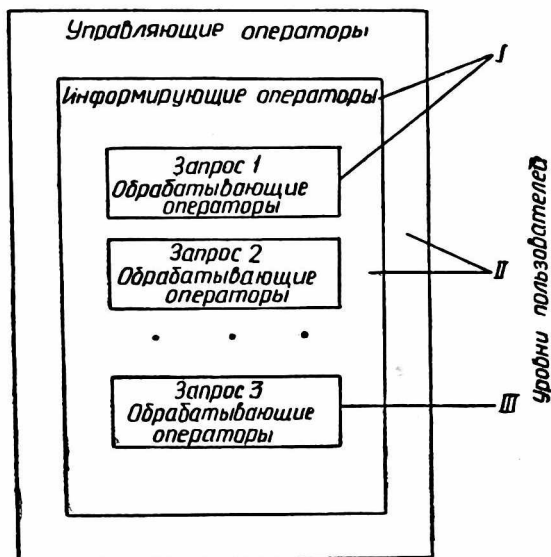 Управляющие операторы
Информирующие операторы
Запрос 1
Обрабатывающие
операторы
Запрос 2
Обрабатывающие
операторы
. . .
Запрос 3
Обрабатывающие
операторы
I
II
III
Уровни пользователей